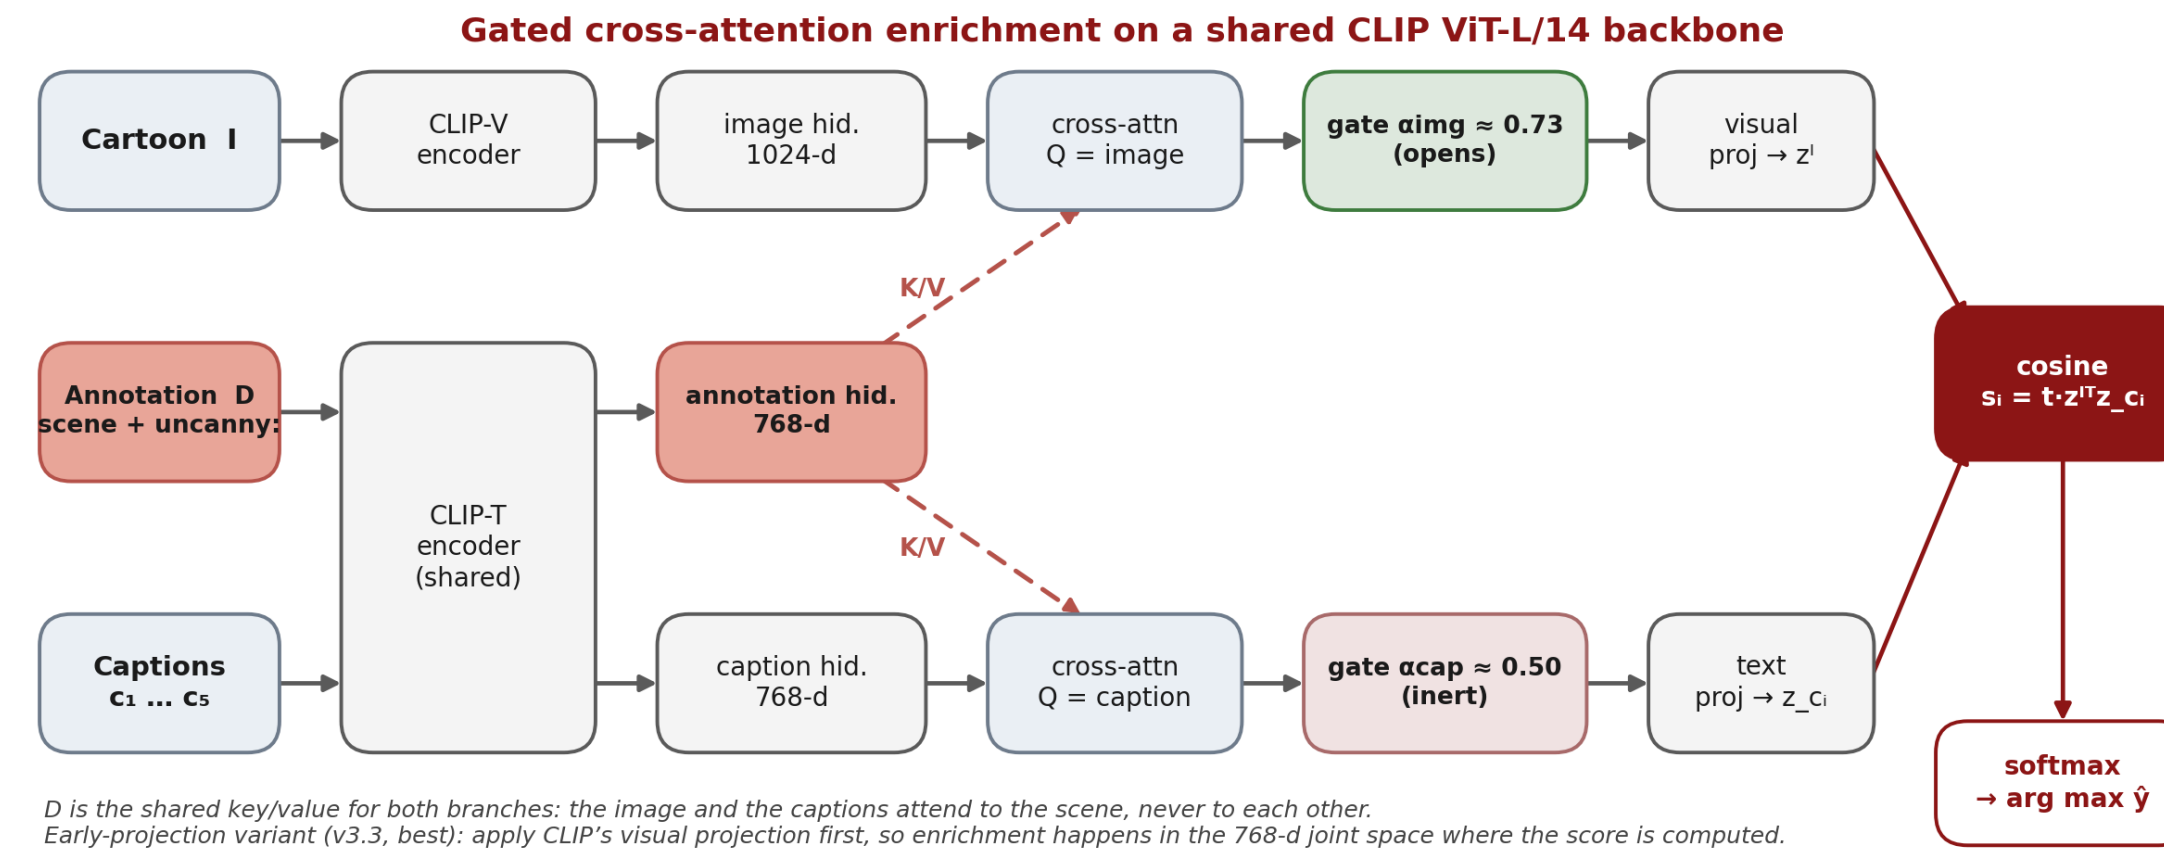 Gated cross-attention enrichment on a shared CLIP ViT-L/14 backbone
Cartoon  I
CLIP-V
encoder
image hid.
1024-d
cross-attn
Q = image
gate αimg ≈ 0.73
(opens)
visual
proj → zᴵ
K/V
Annotation  D
scene + uncanny:
CLIP-T
encoder
(shared)
annotation hid.
768-d
cosine
sᵢ = t·zᴵᵀz_cᵢ
K/V
Captions
c₁ … c₅
caption hid.
768-d
cross-attn
Q = caption
gate αcap ≈ 0.50
(inert)
text
proj → z_cᵢ
softmax
→ arg max ŷ
D is the shared key/value for both branches: the image and the captions attend to the scene, never to each other.
Early-projection variant (v3.3, best): apply CLIP’s visual projection first, so enrichment happens in the 768-d joint space where the score is computed.